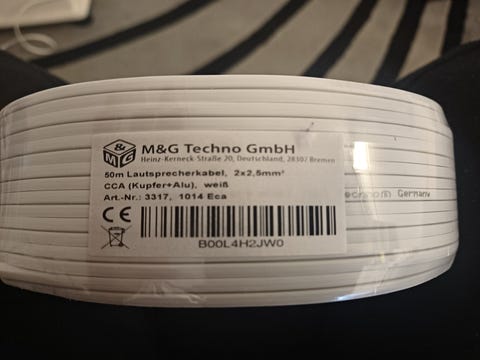 M&G
M&G Techno GmbH
Heinz-Kerneck-Straße 20, Deutschland, 28307 Bremen
50m Lautsprecherkabel, 2x2,5mm²
CCA (Kupfer+Alu), weiß
Art.-Nr.: 3317, 1014 Eca
CE
B00L4H2JW0
Germany